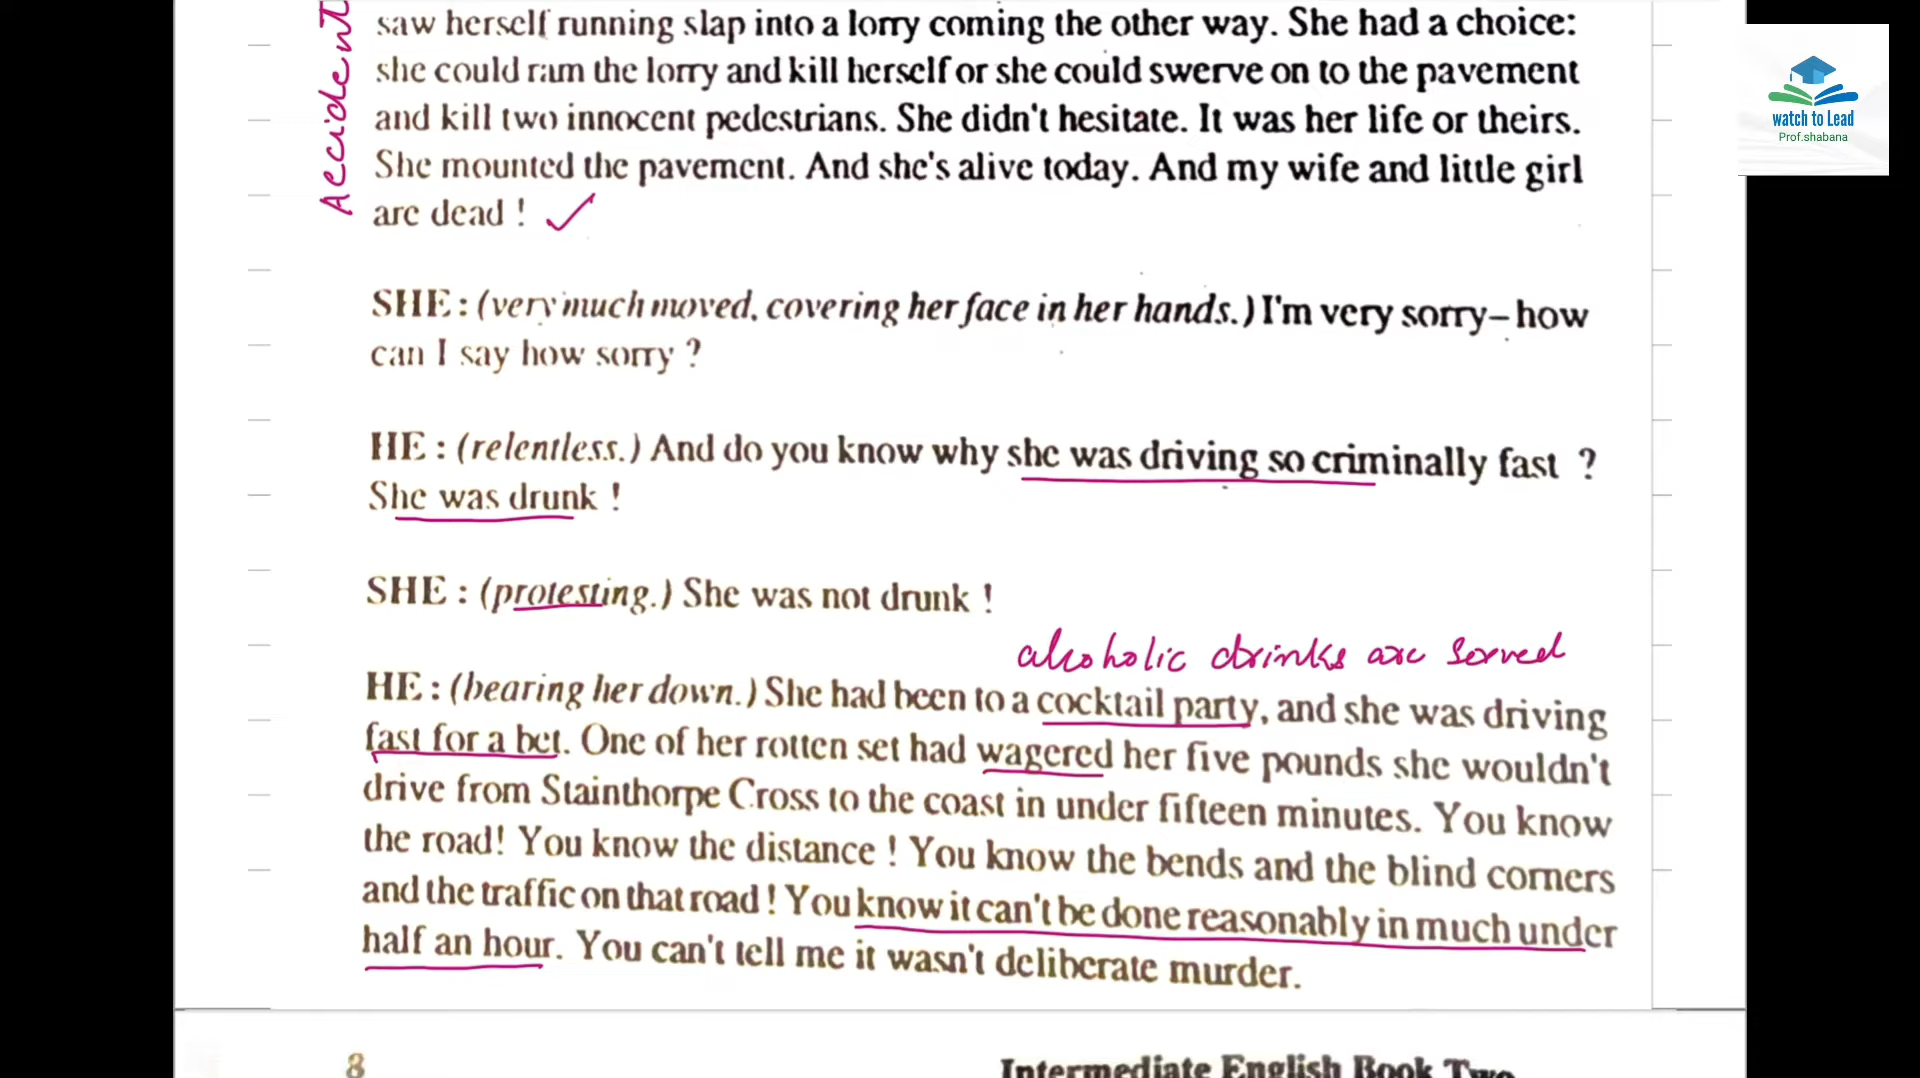 Accident
saw herself running slap into a lorry coming the other way. She had a choice:
she could ram the lorry and kill herself or she could swerve on to the pavement
and kill two innocent pedestrians. She didn't hesitate. It was her life or theirs.
She mounted the pavement. And she's alive today. And my wife and little girl
are dead !
SHE : (very much moved, covering her face in her hands.) I'm very sorry – how
can I say how sorry ?
HE : (relentless.) And do you know why she was driving so criminally fast ?
She was drunk !
SHE : (protesting.) She was not drunk !
alcoholic drinks are served
HE : (bearing her down.) She had been to a cocktail party, and she was driving
fast for a bet. One of her rotten set had wagered her five pounds she wouldn't
drive from Stainthorpe Cross to the coast in under fifteen minutes. You know
the road! You know the distance ! You know the bends and the blind corners
and the traffic on that road ! You know it can't be done reasonably in much under
half an hour. You can't tell me it wasn't deliberate murder.
8
Intermediate English Book Two
watch to Lead
Prof.shabana